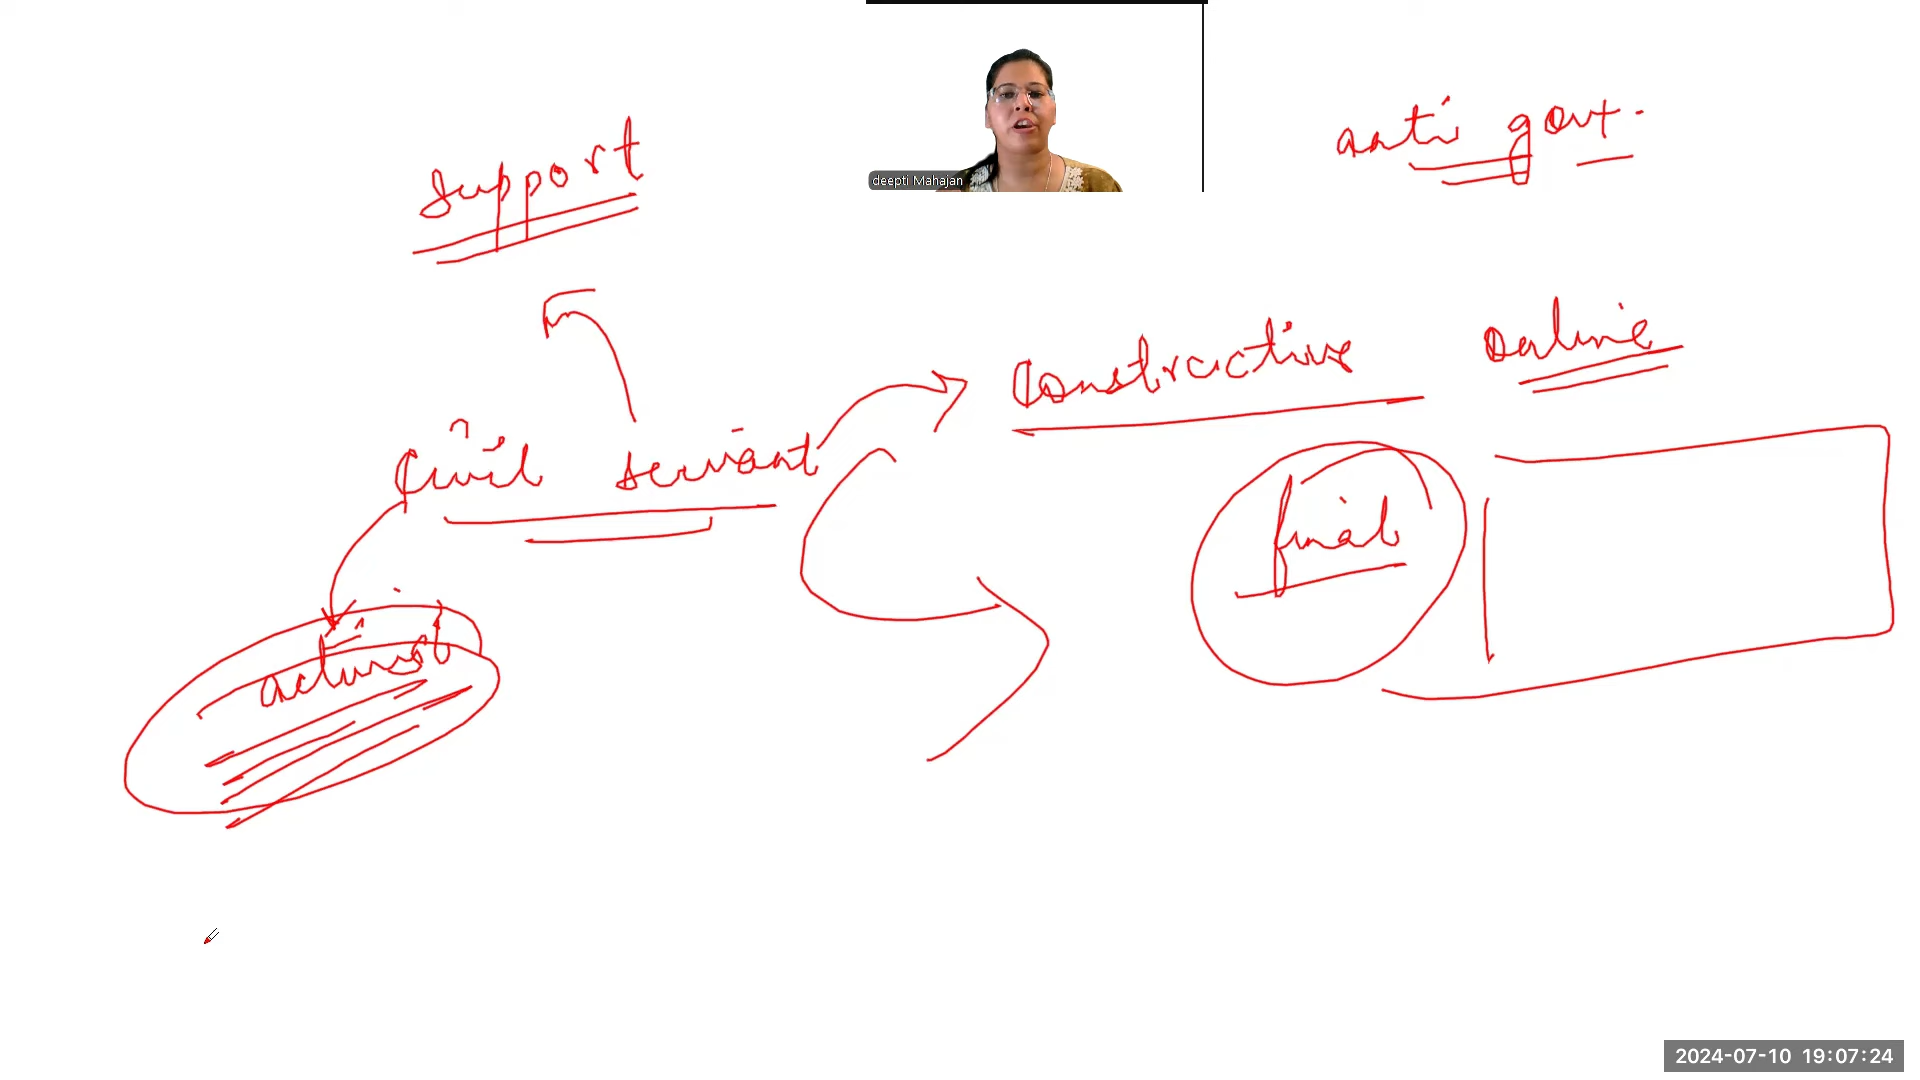 anti govt.
support
deepti Mahajan
Constructive online
civil servant
final
activist
2024-07-10 19:07:24